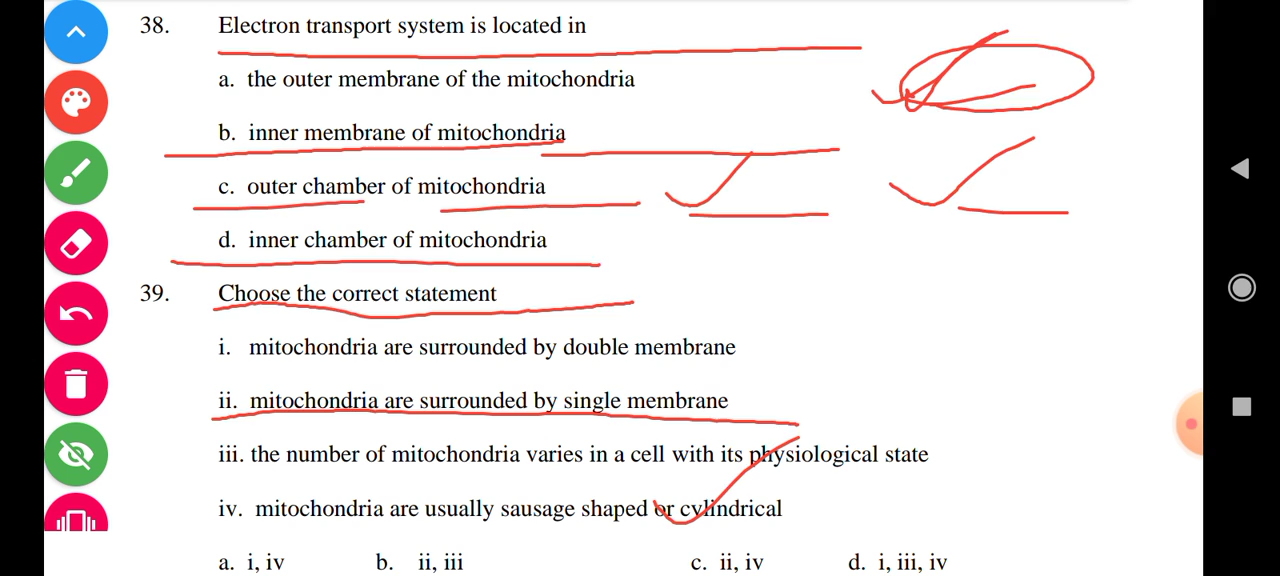 38. Electron transport system is located in
a. the outer membrane of the mitochondria
b. inner membrane of mitochondria
c. outer chamber of mitochondria
d. inner chamber of mitochondria
39. Choose the correct statement
i. mitochondria are surrounded by double membrane
ii. mitochondria are surrounded by single membrane
iii. the number of mitochondria varies in a cell with its physiological state
iv. mitochondria are usually sausage shaped or cylindrical
a. i, iv b. ii, iii c. ii, iv d. i, iii, iv